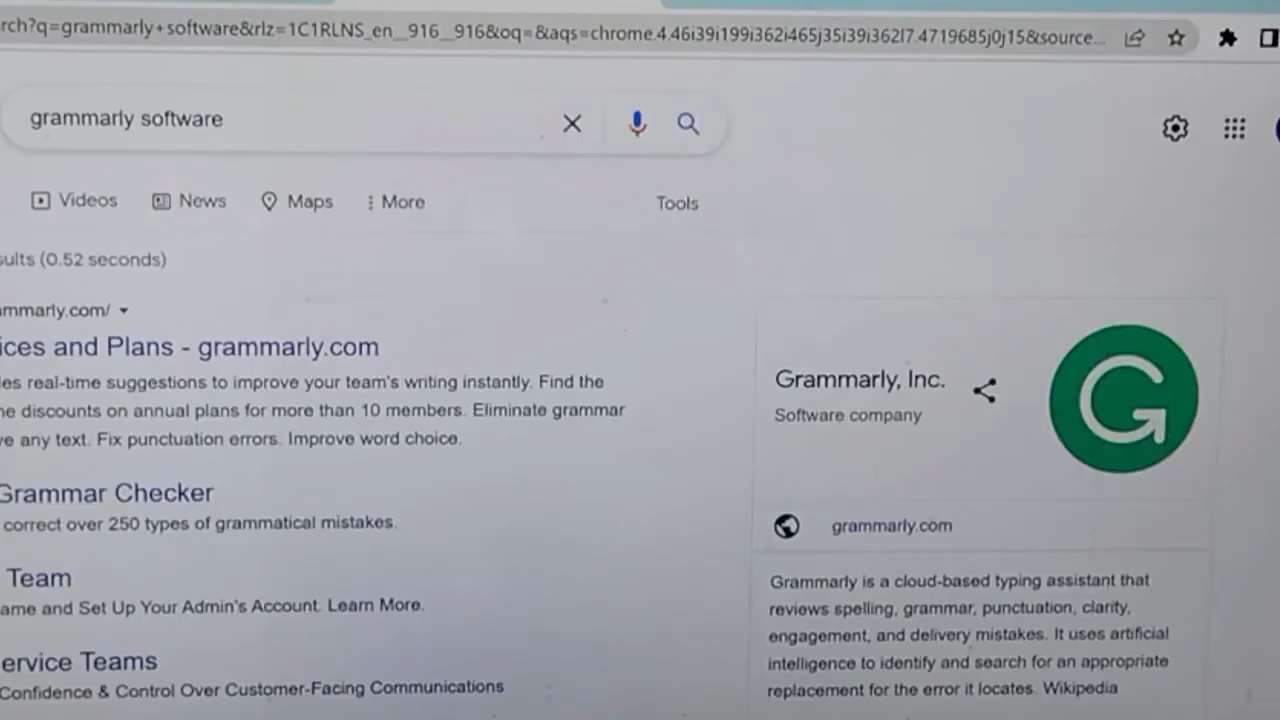 rch?q=grammarly+software&rlz=1C1RLNS_en__916__916&oq=&aqs=chrome.4.46i39i199i362i465j35i39i362l7.4719685j0j15&source...
grammarly software
Videos
News
Maps
More
Tools
sults (0.52 seconds)
ammarly.com/
ices and Plans - grammarly.com
les real-time suggestions to improve your team's writing instantly. Find the
ne discounts on annual plans for more than 10 members. Eliminate grammar
ve any text. Fix punctuation errors. Improve word choice.
Grammar Checker
correct over 250 types of grammatical mistakes.
Team
ame and Set Up Your Admin's Account. Learn More.
ervice Teams
Confidence & Control Over Customer-Facing Communications
Grammarly, Inc.
Software company
G
grammarly.com
Grammarly is a cloud-based typing assistant that
reviews spelling, grammar, punctuation, clarity,
engagement, and delivery mistakes. It uses artificial
intelligence to identify and search for an appropriate
replacement for the error it locates. Wikipedia